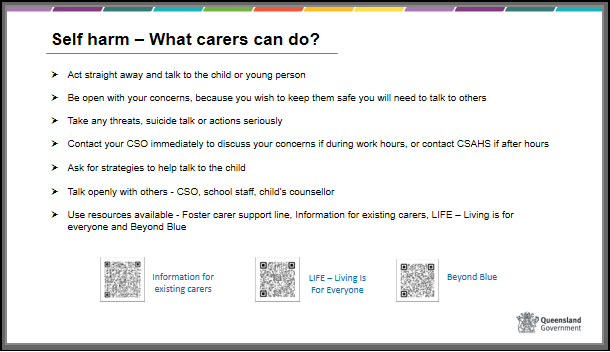 Self harm – What carers can do?
➤ Act straight away and talk to the child or young person
➤ Be open with your concerns, because you wish to keep them safe you will need to talk to others
➤ Take any threats, suicide talk or actions seriously
➤ Contact your CSO immediately to discuss your concerns if during work hours, or contact CSAHS if after hours
➤ Ask for strategies to help talk to the child
➤ Talk openly with others - CSO, school staff, child's counsellor
➤ Use resources available - Foster carer support line, Information for existing carers, LIFE – Living is for
everyone and Beyond Blue
Information for
existing carers
LIFE – Living Is
For Everyone
Beyond Blue
Queensland
Government